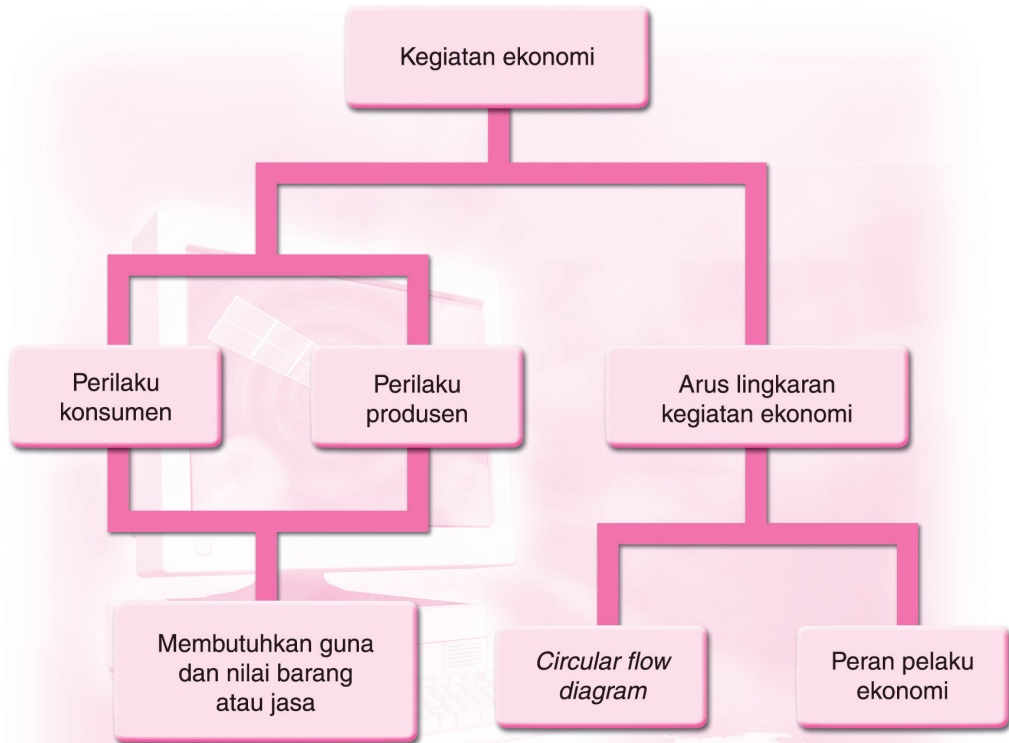 Kegiatan ekonomi
Perilaku
konsumen
Perilaku
produsen
Arus lingkaran
kegiatan ekonomi
Membutuhkan guna
dan nilai barang
atau jasa
Circular flow
diagram
Peran pelaku
ekonomi